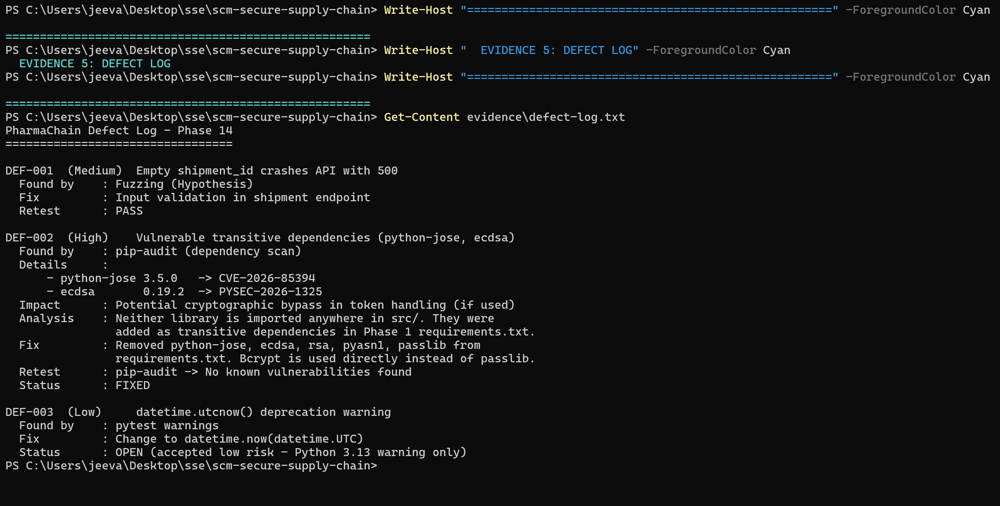 PS C:\Users\jeeva\Desktop\sse\scm-secure-supply-chain> Write-Host "=====================================================" -ForegroundColor Cyan
=====================================================
PS C:\Users\jeeva\Desktop\sse\scm-secure-supply-chain> Write-Host "  EVIDENCE 5: DEFECT LOG" -ForegroundColor Cyan
  EVIDENCE 5: DEFECT LOG
PS C:\Users\jeeva\Desktop\sse\scm-secure-supply-chain> Write-Host "=====================================================" -ForegroundColor Cyan
=====================================================
PS C:\Users\jeeva\Desktop\sse\scm-secure-supply-chain> Get-Content evidence\defect-log.txt
PharmaChain Defect Log - Phase 14
=================================
DEF-001  (Medium)  Empty shipment_id crashes API with 500
  Found by    : Fuzzing (Hypothesis)
  Fix         : Input validation in shipment endpoint
  Retest      : PASS
DEF-002  (High)    Vulnerable transitive dependencies (python-jose, ecdsa)
  Found by    : pip-audit (dependency scan)
  Details     :
      - python-jose 3.5.0   -> CVE-2026-85394
      - ecdsa       0.19.2  -> PYSEC-2026-1325
  Impact      : Potential cryptographic bypass in token handling (if used)
  Analysis    : Neither library is imported anywhere in src/. They were
                added as transitive dependencies in Phase 1 requirements.txt.
  Fix         : Removed python-jose, ecdsa, rsa, pyasn1, passlib from
                requirements.txt. Bcrypt is used directly instead of passlib.
  Retest      : pip-audit -> No known vulnerabilities found
  Status      : FIXED
DEF-003  (Low)     datetime.utcnow() deprecation warning
  Found by    : pytest warnings
  Fix         : Change to datetime.now(datetime.UTC)
  Status      : OPEN (accepted low risk - Python 3.13 warning only)
PS C:\Users\jeeva\Desktop\sse\scm-secure-supply-chain>